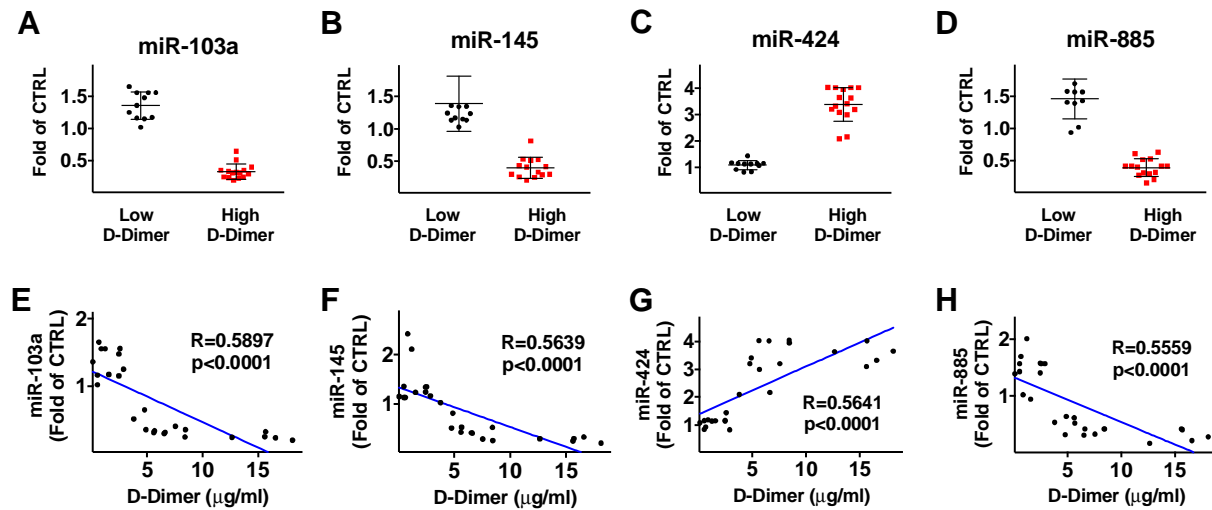 A
miR-103a
Fold of CTRL
1.5
1.0
0.5
Low
D-Dimer
High
D-Dimer
B
miR-145
Fold of CTRL
1.5
1.0
0.5
Low
D-Dimer
High
D-Dimer
C
miR-424
Fold of CTRL
4
3
2
1
Low
D-Dimer
High
D-Dimer
D
miR-885
Fold of CTRL
1.5
1.0
0.5
Low
D-Dimer
High
D-Dimer
E
miR-103a
(Fold of CTRL)
2
1
R=0.5897
p<0.0001
5
10
15
D-Dimer (μg/ml)
F
miR-145
(Fold of CTRL)
2
1
R=0.5639
p<0.0001
5
10
15
D-Dimer (μg/ml)
G
miR-424
(Fold of CTRL)
4
3
2
1
R=0.5641
p<0.0001
5
10
15
D-Dimer (μg/ml)
H
miR-885
(Fold of CTRL)
2
1
R=0.5559
p<0.0001
5
10
15
D-Dimer (μg/ml)